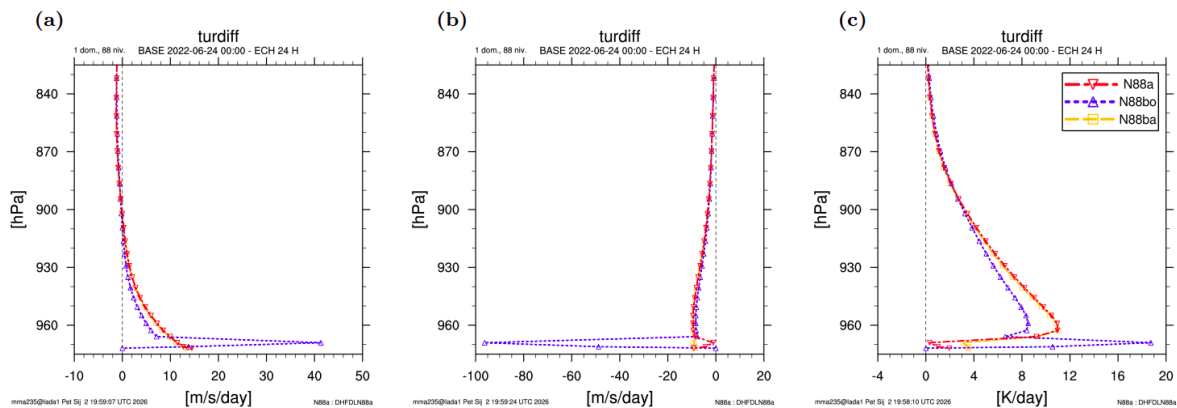 (a)
turdiff
1 dom., 88 niv. BASE 2022-06-24 00:00 - ECH 24 H
[hPa]
840
870
900
930
960
-10 0 10 20 30 40 50
[m/s/day]
mma235@lada1 Pet Sij 2 19:59:07 UTC 2026 N88a : DHFDLN88a
(b)
turdiff
1 dom., 88 niv. BASE 2022-06-24 00:00 - ECH 24 H
[hPa]
840
870
900
930
960
-100 -80 -60 -40 -20 0 20
[m/s/day]
mma235@lada1 Pet Sij 2 19:59:24 UTC 2026 N88a : DHFDLN88a
(c)
turdiff
1 dom., 88 niv. BASE 2022-06-24 00:00 - ECH 24 H
N88a
N88bo
N88ba
[hPa]
840
870
900
930
960
-4 0 4 8 12 16 20
[K/day]
mma235@lada1 Pet Sij 2 19:58:10 UTC 2026 N88a : DHFDLN88a